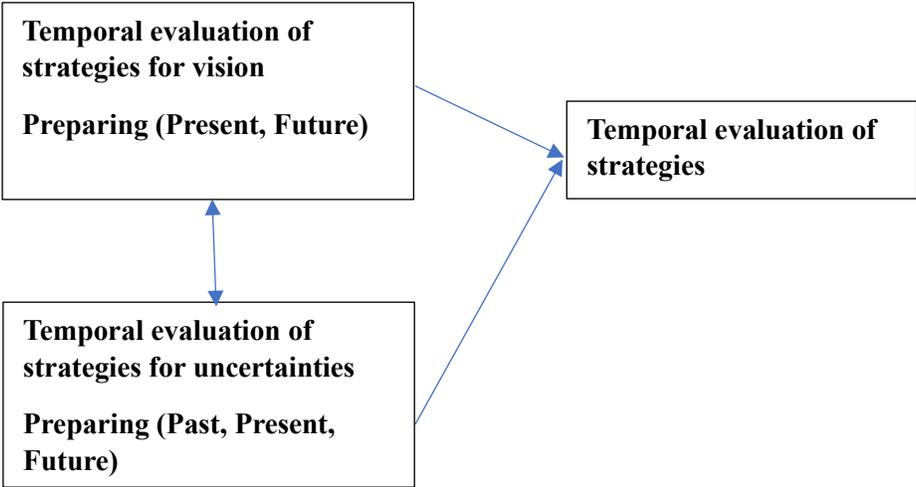 Temporal evaluation of
strategies for vision
Preparing (Present, Future)
Temporal evaluation of
strategies
Temporal evaluation of
strategies for uncertainties
Preparing (Past, Present,
Future)